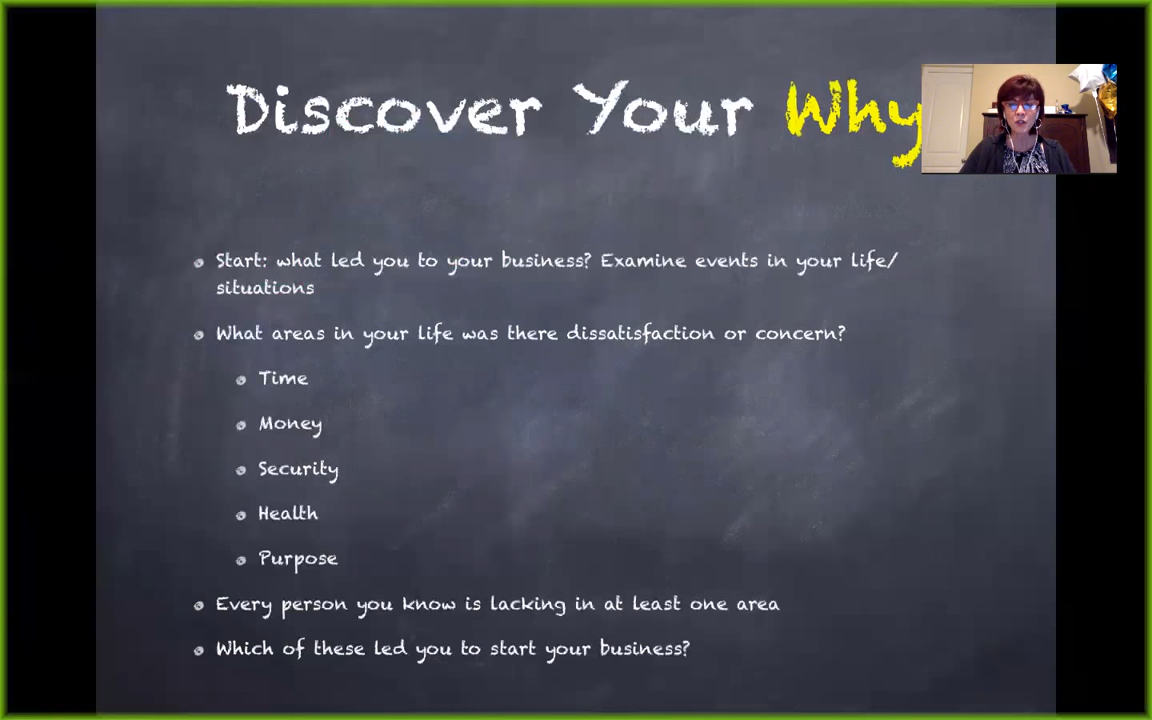 Discover Your Why
Start: what led you to your business? Examine events in your life/
situations
What areas in your life was there dissatisfaction or concern?
Time
Money
Security
Health
Purpose
Every person you know is lacking in at least one area
Which of these led you to start your business?